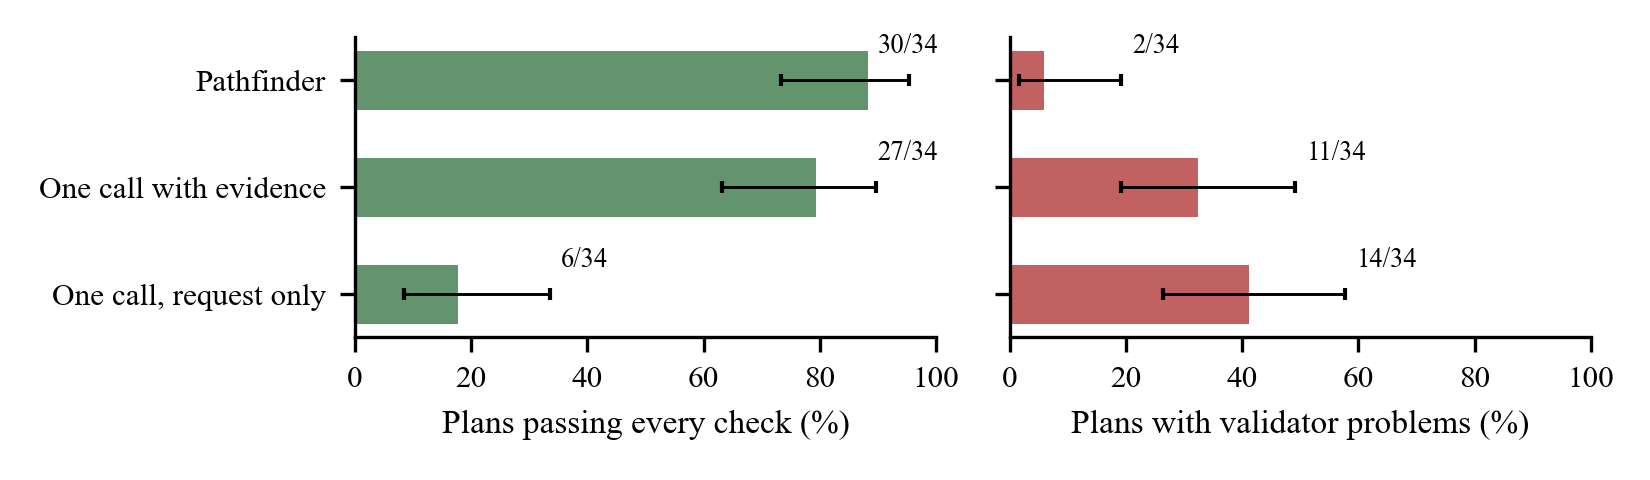 30/34
2/34
Pathfinder
27/34
11/34
One call with evidence
6/34
14/34
One call, request only
0 20 40 60 80 100
0 20 40 60 80 100
Plans passing every check (%)
Plans with validator problems (%)